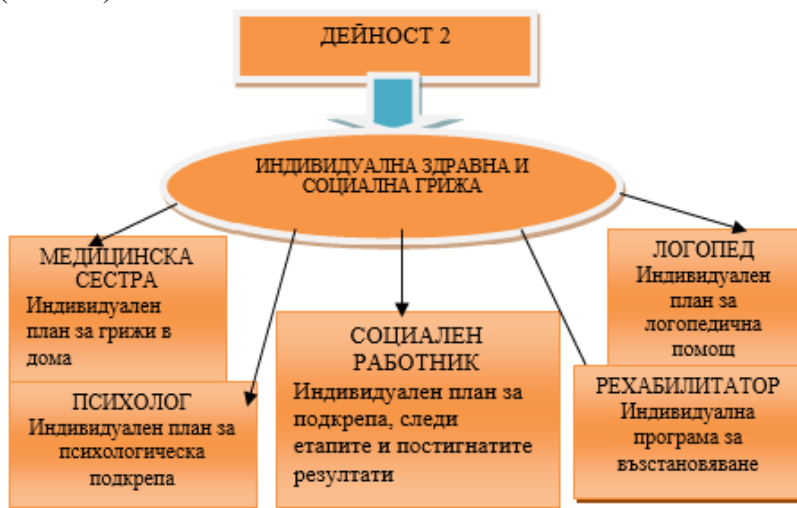 ДЕЙНОСТ 2
ИНДИВИДУАЛНА ЗДРАВНА И
СОЦИАЛНА ГРИЖА
МЕДИЦИНСКА
СЕСТРА
Индивидуален
план за грижи в
дома
ПСИХОЛОГ
Индивидуален план за
психологическа
подкрепа
СОЦИАЛЕН
РАБОТНИК
Индивидуален план за
подкрепа, следи
етапите и постигнатите
резултати
ЛОГОПЕД
Индивидуален
план за
логопедична
помощ
РЕХАБИЛИТАТОР
Индивидуална
програма за
възстановяване